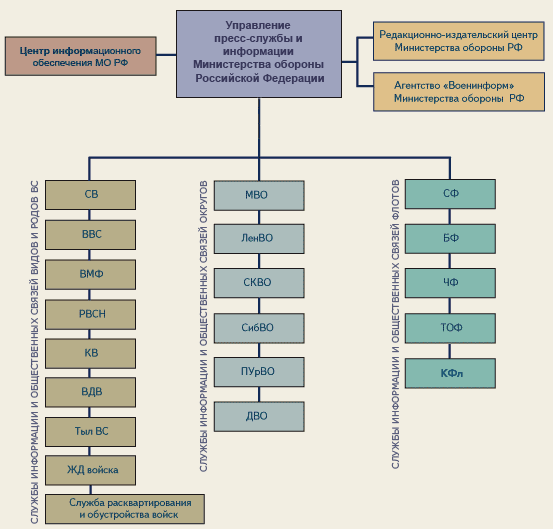 Управление
пресс-службы и
информации
Министерства обороны
Российской Федерации
Центр информационного
обеспечения МО РФ
Редакционно-издательский центр
Министерства обороны РФ
Агентство «Воeнинформ»
Министерства обороны РФ
СЛУЖБЫ ИНФОРМАЦИИ И ОБЩЕСТВЕННЫХ СВЯЗЕЙ ВИДОВ И РОДОВ ВС
СВ
ВВС
ВМФ
РВСН
КВ
ВДВ
Тыл ВС
ЖД войска
Служба расквартирования
и обустройства войск
СЛУЖБЫ ИНФОРМАЦИИ И ОБЩЕСТВЕННЫХ СВЯЗЕЙ ОКРУГОВ
МВО
ЛенВО
СКВО
СибВО
ПУрВО
ДВО
СЛУЖБЫ ИНФОРМАЦИИ И ОБЩЕСТВЕННЫХ СВЯЗЕЙ ФЛОТОВ
СФ
БФ
ЧФ
ТОФ
КФл